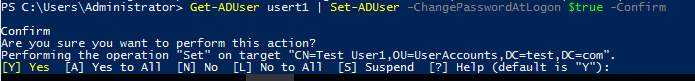 PS C:\Users\Administrator> Get-ADUser usert1 | Set-ADUser -ChangePasswordAtLogon $true -Confirm
Confirm
Are you sure you want to perform this action?
Performing the operation "Set" on target "CN=Test User1,OU=UserAccounts,DC=test,DC=com".
[Y] Yes  [A] Yes to All  [N] No  [L] No to All  [S] Suspend  [?] Help (default is "Y"):